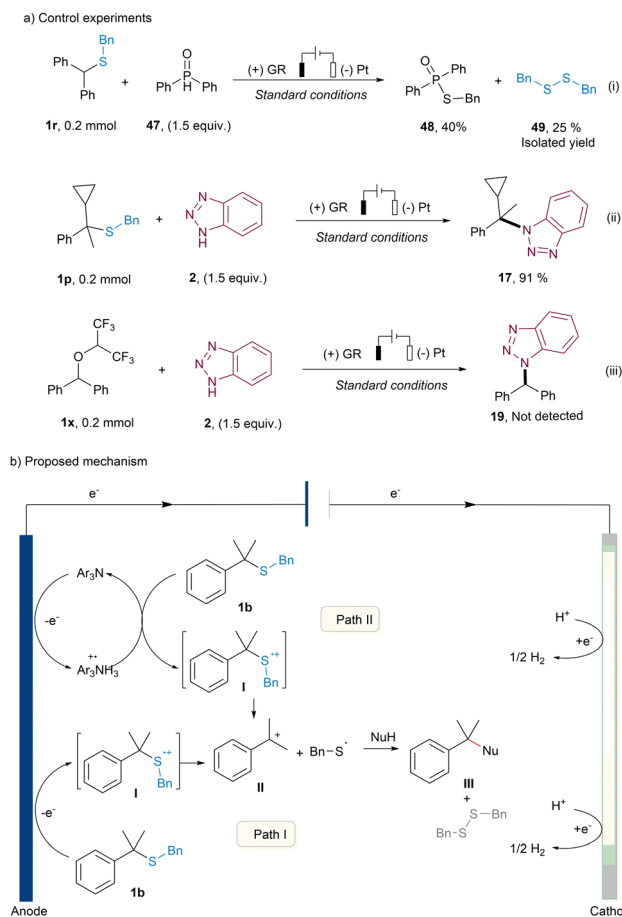 a) Control experiments
Bn
S
Ph
Ph
+
O
P
H
Ph
Ph
(+) GR
(-) Pt
Standard conditions
O
Ph
P
Ph
S
Bn
+
Bn
S
S
Bn
(i)
1r, 0.2 mmol
47, (1.5 equiv.)
48, 40%
49, 25 %
Isolated yield
Ph
S
Bn
Me
+
N
N
N
H
(+) GR
(-) Pt
Standard conditions
Ph
N
N
N
(ii)
1p, 0.2 mmol
2, (1.5 equiv.)
17, 91 %
CF3
O
CF3
Ph
Ph
+
N
N
N
H
(+) GR
(-) Pt
Standard conditions
N
N
N
Ph
Ph
(iii)
1x, 0.2 mmol
2, (1.5 equiv.)
19, Not detected
b) Proposed mechanism
e-
e-
Ar3N
S
Bn
1b
-e-
Path II
H+
+e-
1/2 H2
+•
Ar3NH3
•+
S
Bn
I
•+
S
Bn
I
+
II
+ Bn-S•
NuH
Nu
III
+
S
Bn
Bn
S
-e-
Path I
H+
+e-
1/2 H2
S
Bn
1b
Anode